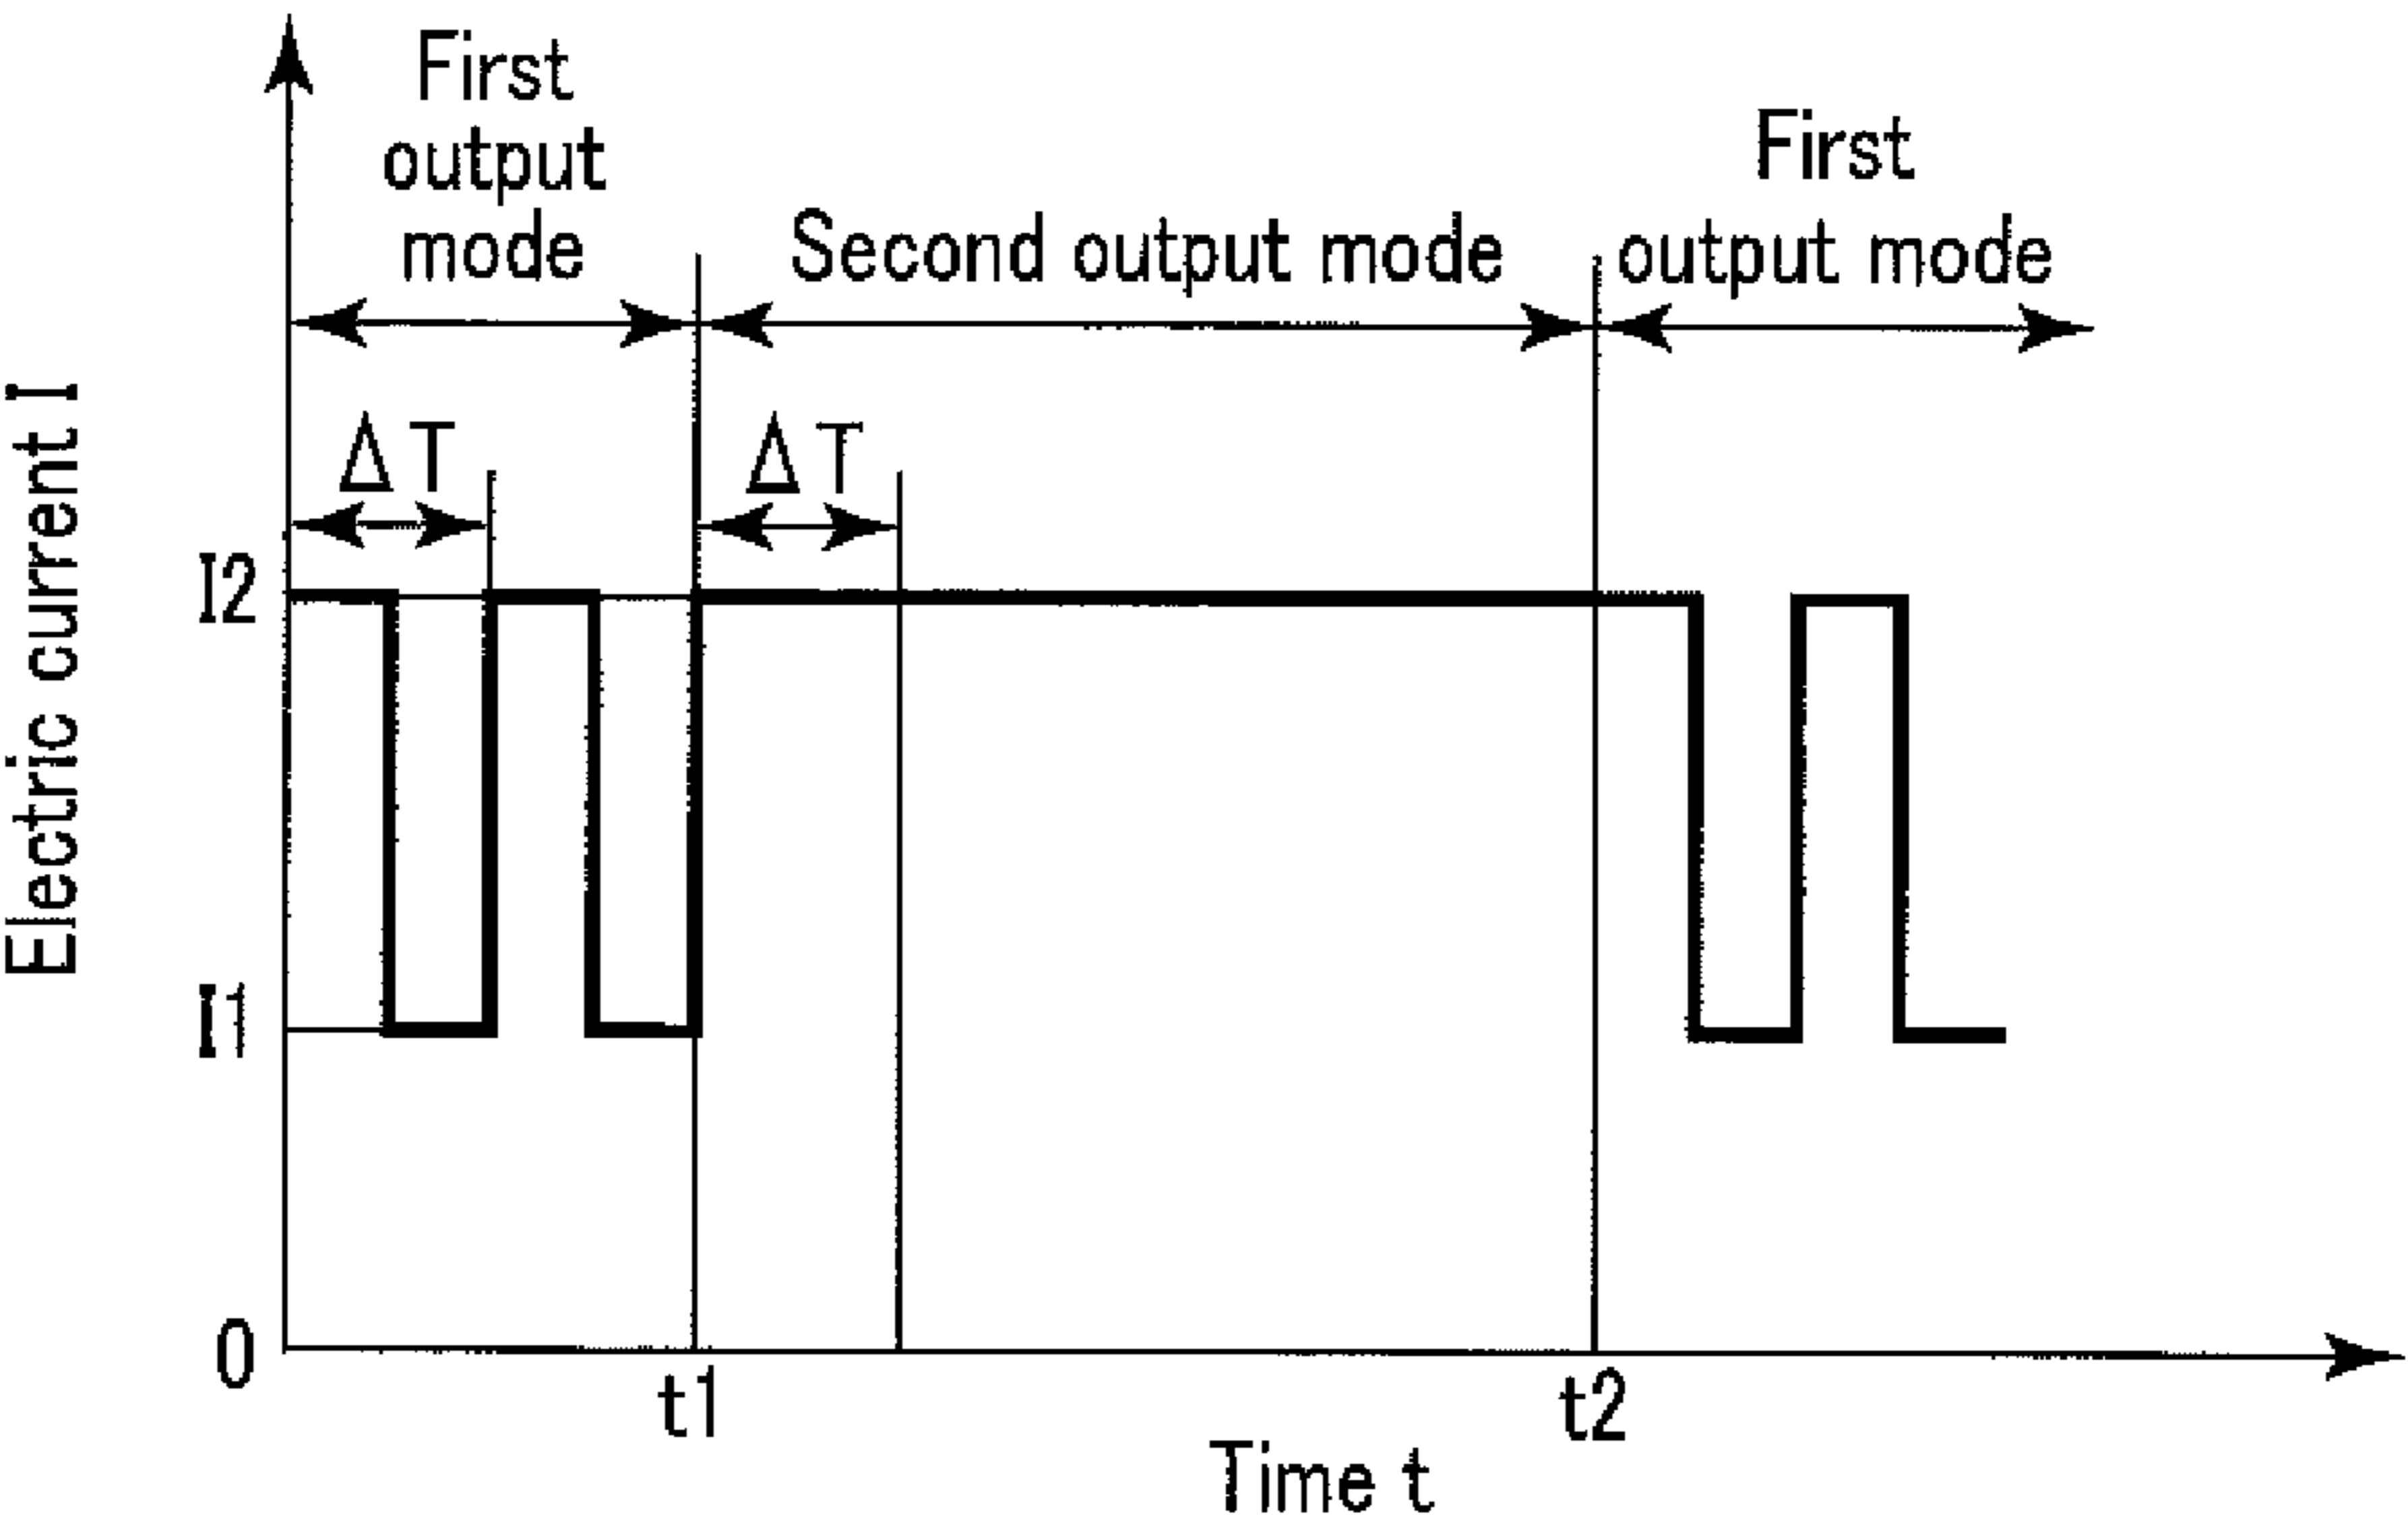 First
output
mode
Second output mode
First
output mode
ΔT
ΔT
Electric current I
I2
I1
0
t1
t2
Time t